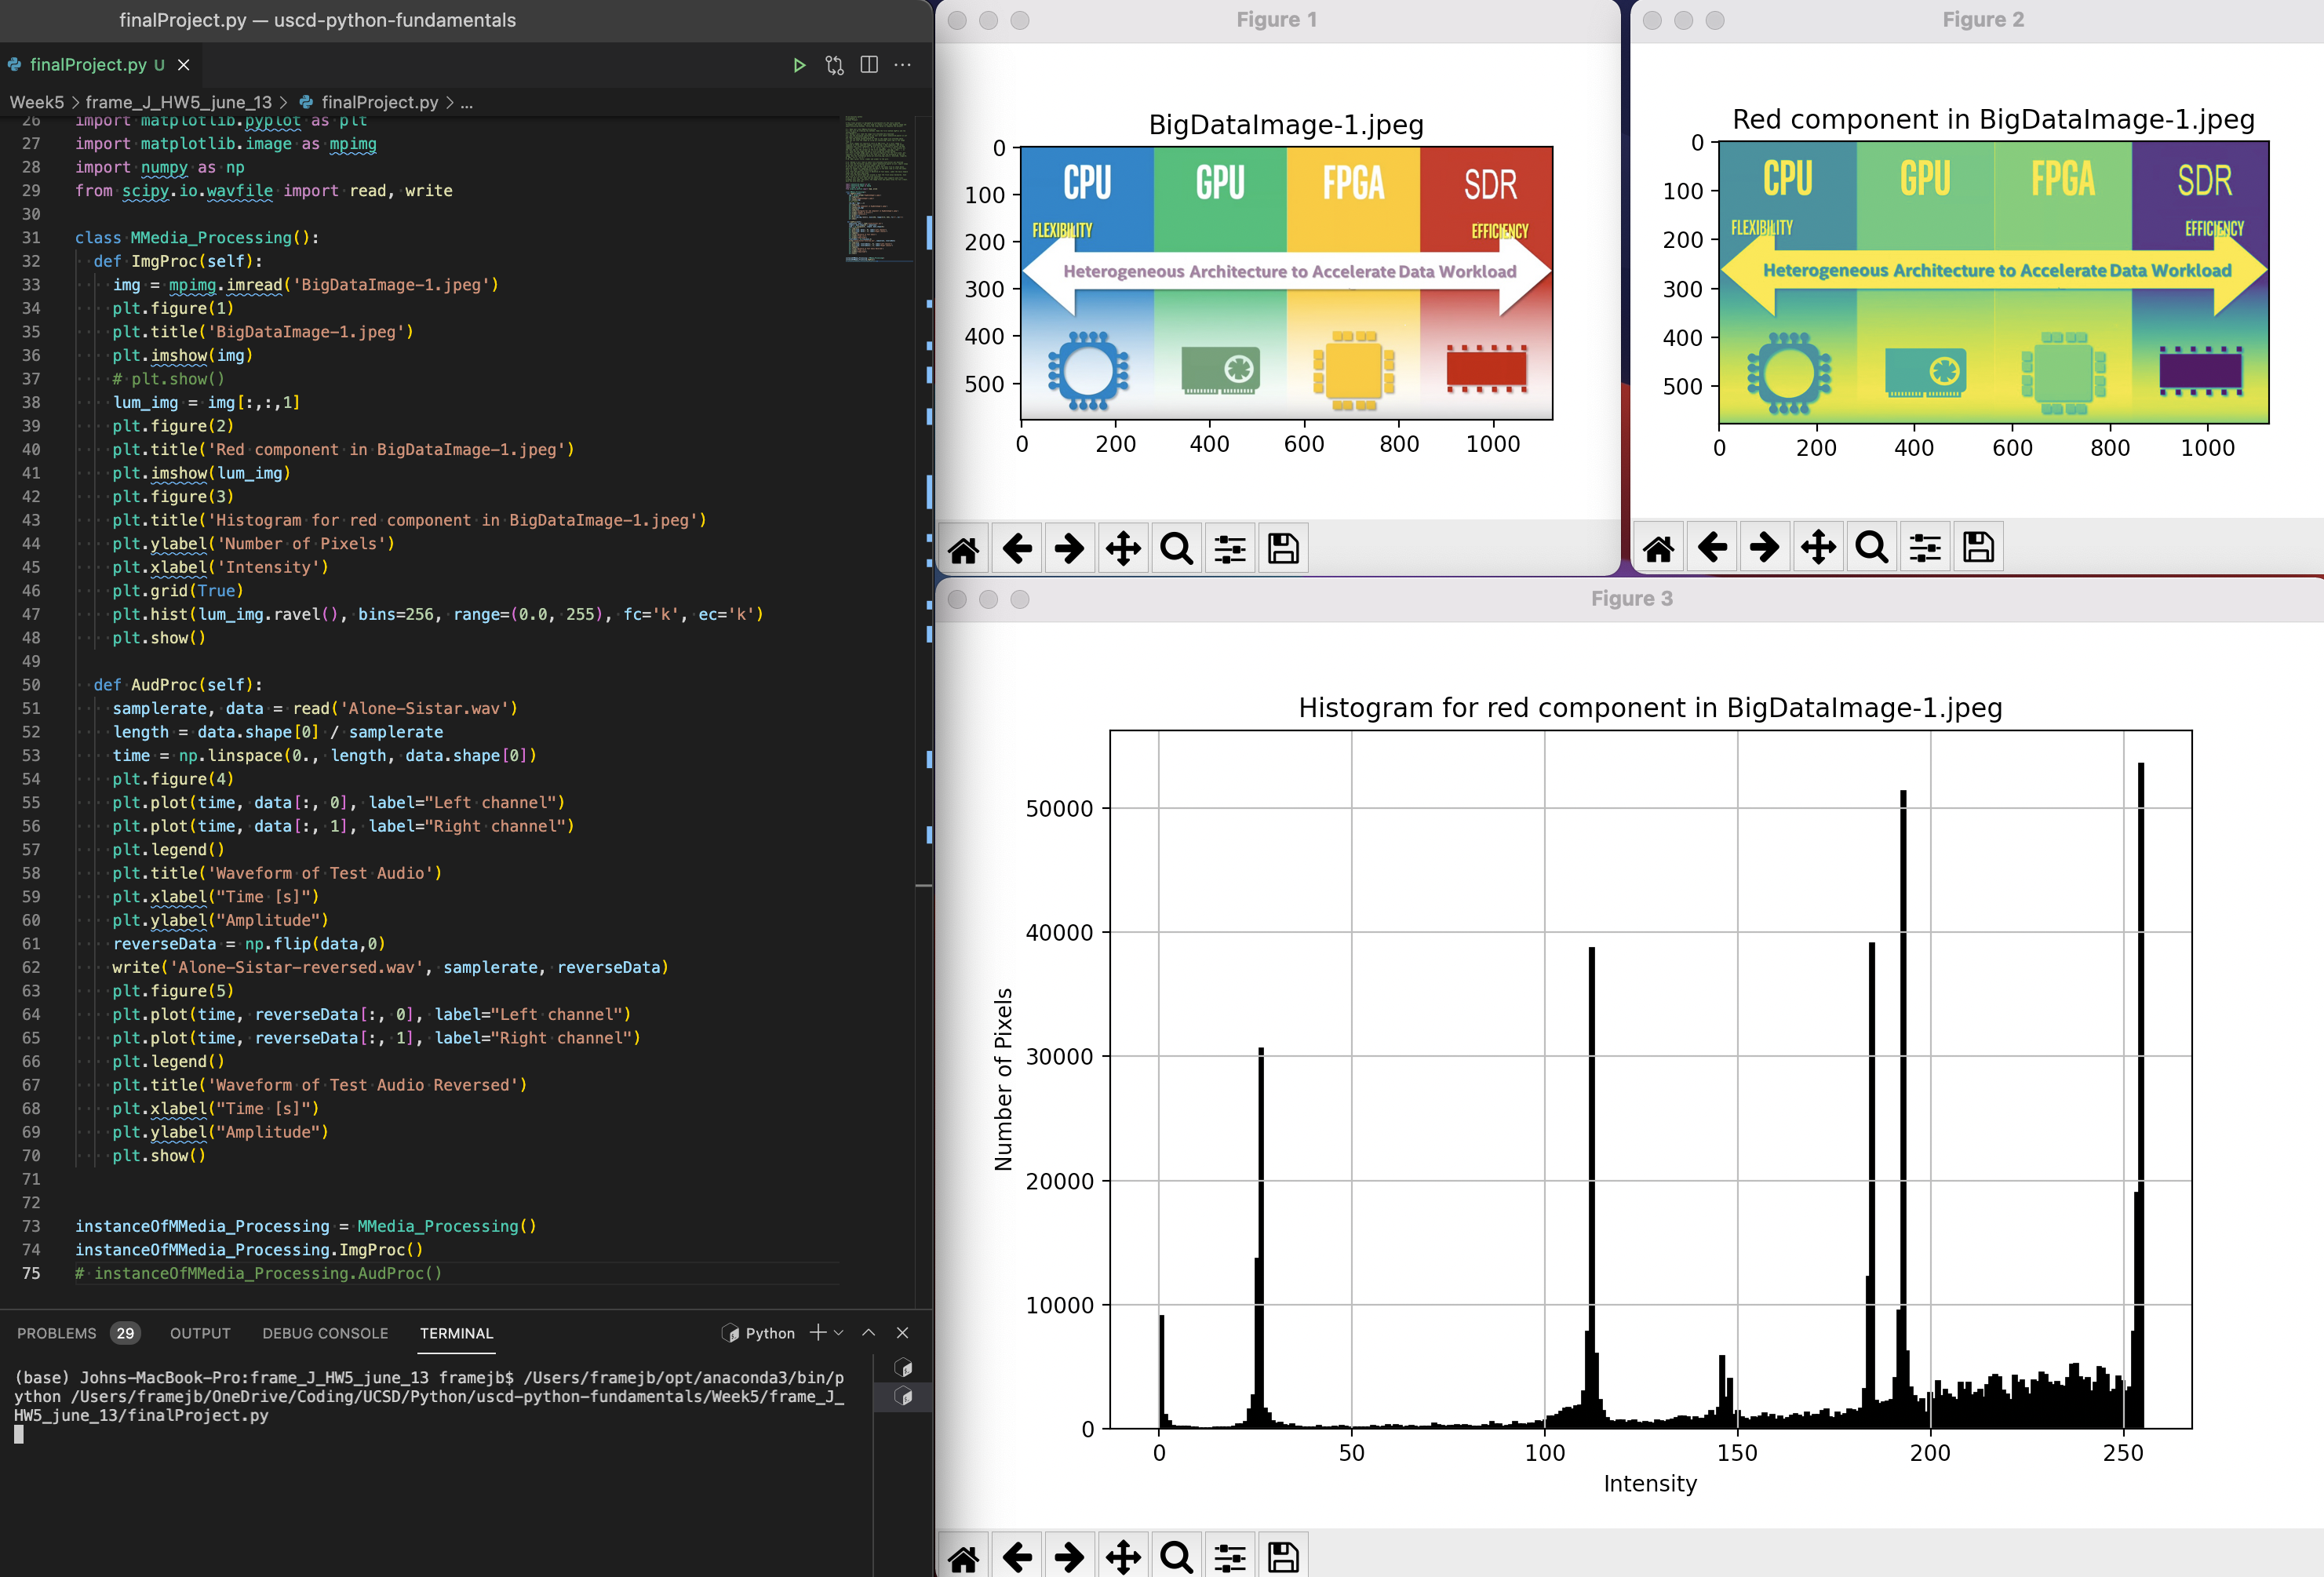 finalProject.py — uscd-python-fundamentals
finalProject.py U
Week5 > frame_J_HW5_june_13 > finalProject.py > ...
26 import matplotlib.pyplot as plt
27 import matplotlib.image as mpimg
28 import numpy as np
29 from scipy.io.wavfile import read, write
30
31 class MMedia_Processing():
32 def ImgProc(self):
33 img = mpimg.imread('BigDataImage-1.jpeg')
34 plt.figure(1)
35 plt.title('BigDataImage-1.jpeg')
36 plt.imshow(img)
37 # plt.show()
38 lum_img = img[:,:,1]
39 plt.figure(2)
40 plt.title('Red component in BigDataImage-1.jpeg')
41 plt.imshow(lum_img)
42 plt.figure(3)
43 plt.title('Histogram for red component in BigDataImage-1.jpeg')
44 plt.ylabel('Number of Pixels')
45 plt.xlabel('Intensity')
46 plt.grid(True)
47 plt.hist(lum_img.ravel(), bins=256, range=(0.0, 255), fc='k', ec='k')
48 plt.show()
49
50 def AudProc(self):
51 samplerate, data = read('Alone-Sistar.wav')
52 length = data.shape[0] / samplerate
53 time = np.linspace(0., length, data.shape[0])
54 plt.figure(4)
55 plt.plot(time, data[:, 0], label="Left channel")
56 plt.plot(time, data[:, 1], label="Right channel")
57 plt.legend()
58 plt.title('Waveform of Test Audio')
59 plt.xlabel("Time [s]")
60 plt.ylabel("Amplitude")
61 reverseData = np.flip(data,0)
62 write('Alone-Sistar-reversed.wav', samplerate, reverseData)
63 plt.figure(5)
64 plt.plot(time, reverseData[:, 0], label="Left channel")
65 plt.plot(time, reverseData[:, 1], label="Right channel")
66 plt.legend()
67 plt.title('Waveform of Test Audio Reversed')
68 plt.xlabel("Time [s]")
69 plt.ylabel("Amplitude")
70 plt.show()
71
72
73 instanceOfMMedia_Processing = MMedia_Processing()
74 instanceOfMMedia_Processing.ImgProc()
75 # instanceOfMMedia_Processing.AudProc()
PROBLEMS 29 OUTPUT DEBUG CONSOLE TERMINAL Python
(base) Johns-MacBook-Pro:frame_J_HW5_june_13 framejb$ /Users/framejb/opt/anaconda3/bin/p
ython /Users/framejb/OneDrive/Coding/UCSD/Python/uscd-python-fundamentals/Week5/frame_J_
HW5_june_13/finalProject.py
Figure 1
BigDataImage-1.jpeg
0
100
200
300
400
500
CPU GPU FPGA SDR
FLEXIBILITY EFFICIENCY
Heterogeneous Architecture to Accelerate Data Workload
0 200 400 600 800 1000
Figure 2
Red component in BigDataImage-1.jpeg
0
100
200
300
400
500
CPU GPU FPGA SDR
FLEXIBILITY EFFICIENCY
Heterogeneous Architecture to Accelerate Data Workload
0 200 400 600 800 1000
Figure 3
Histogram for red component in BigDataImage-1.jpeg
Number of Pixels
50000
40000
30000
20000
10000
0
0 50 100 150 200 250
Intensity